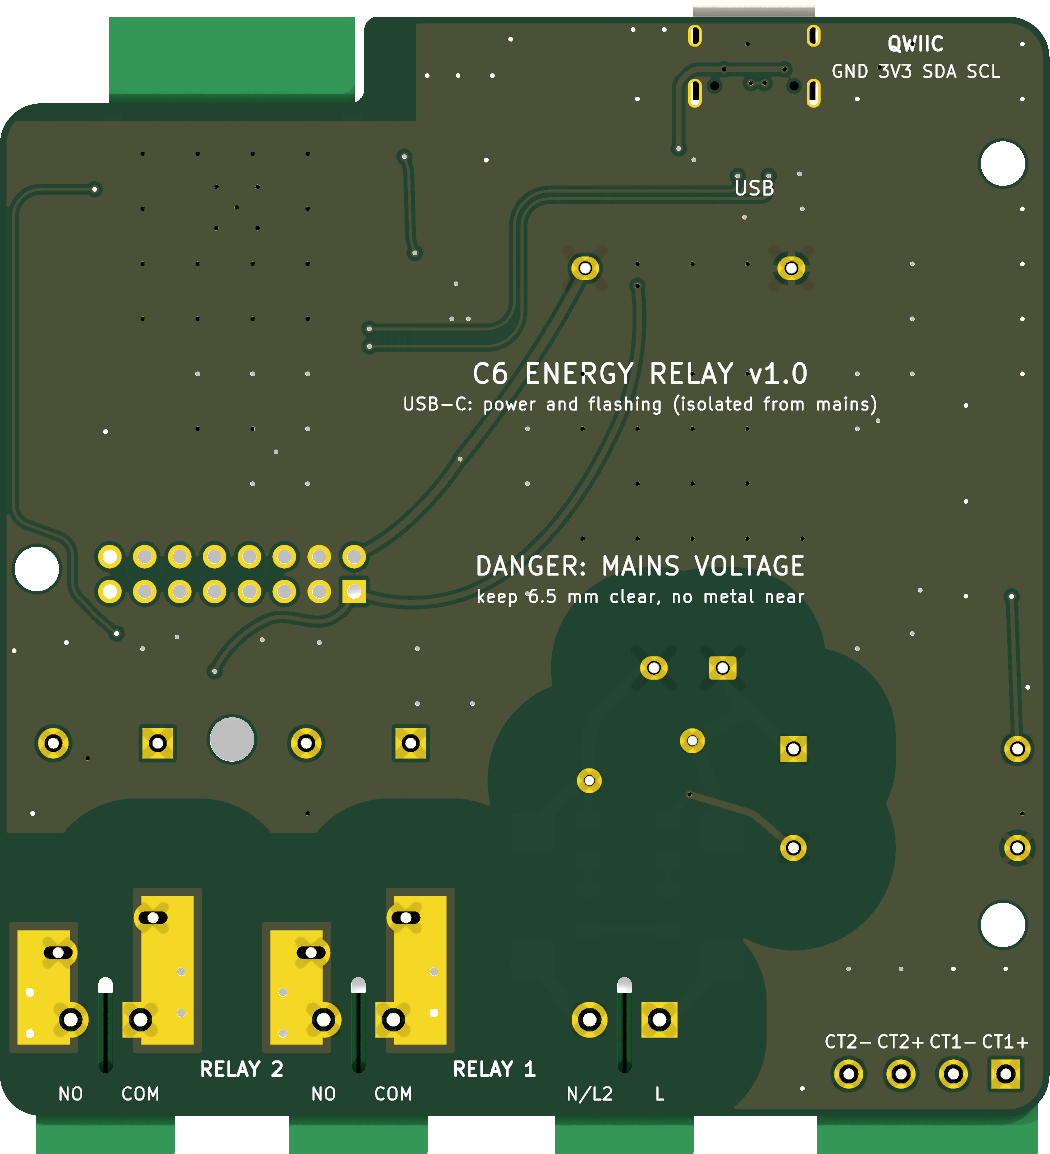 QWIIC
GND 3V3 SDA SCL
USB
C6 ENERGY RELAY v1.0
USB-C: power and flashing (isolated from mains)
DANGER: MAINS VOLTAGE
keep 6.5 mm clear, no metal near
CT2- CT2+ CT1- CT1+
RELAY 2
RELAY 1
NO COM NO COM N/L2 L